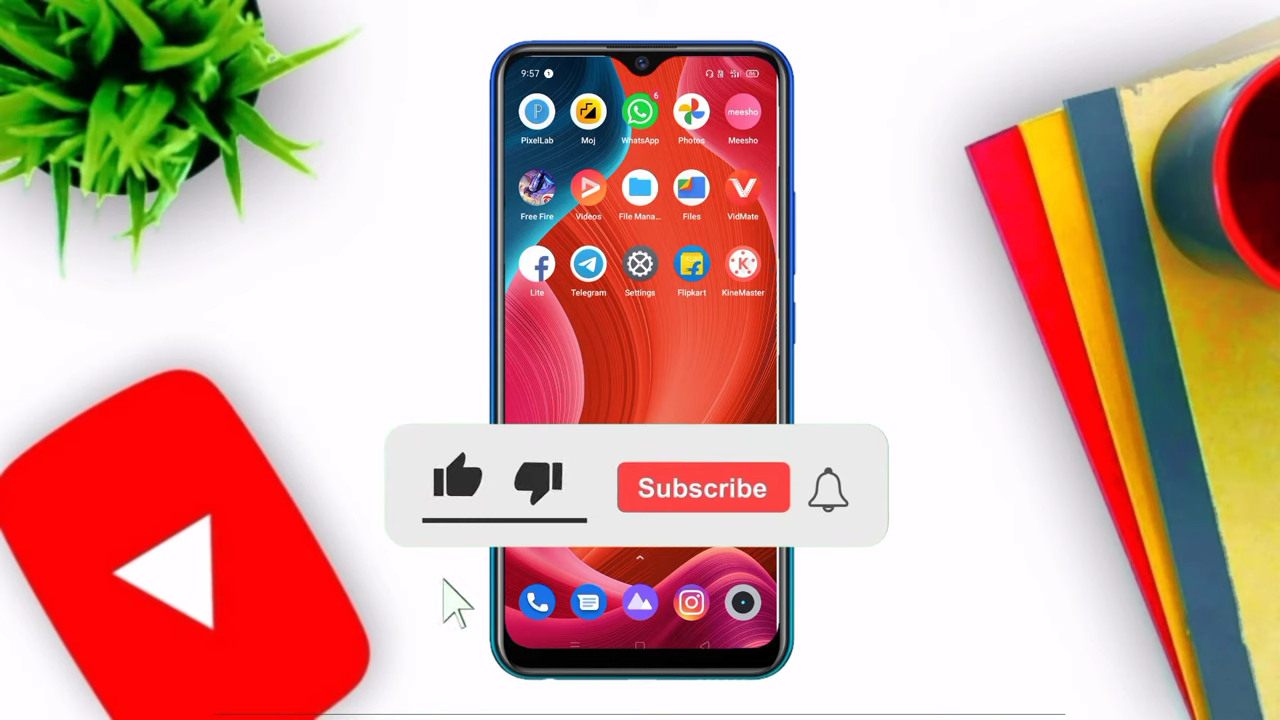 9:57
PixelLab Moj WhatsApp Photos Meesho
6
meesho
Free Fire Videos File Mana... Files VidMate
Lite Telegram Settings Flipkart KineMaster
Subscribe